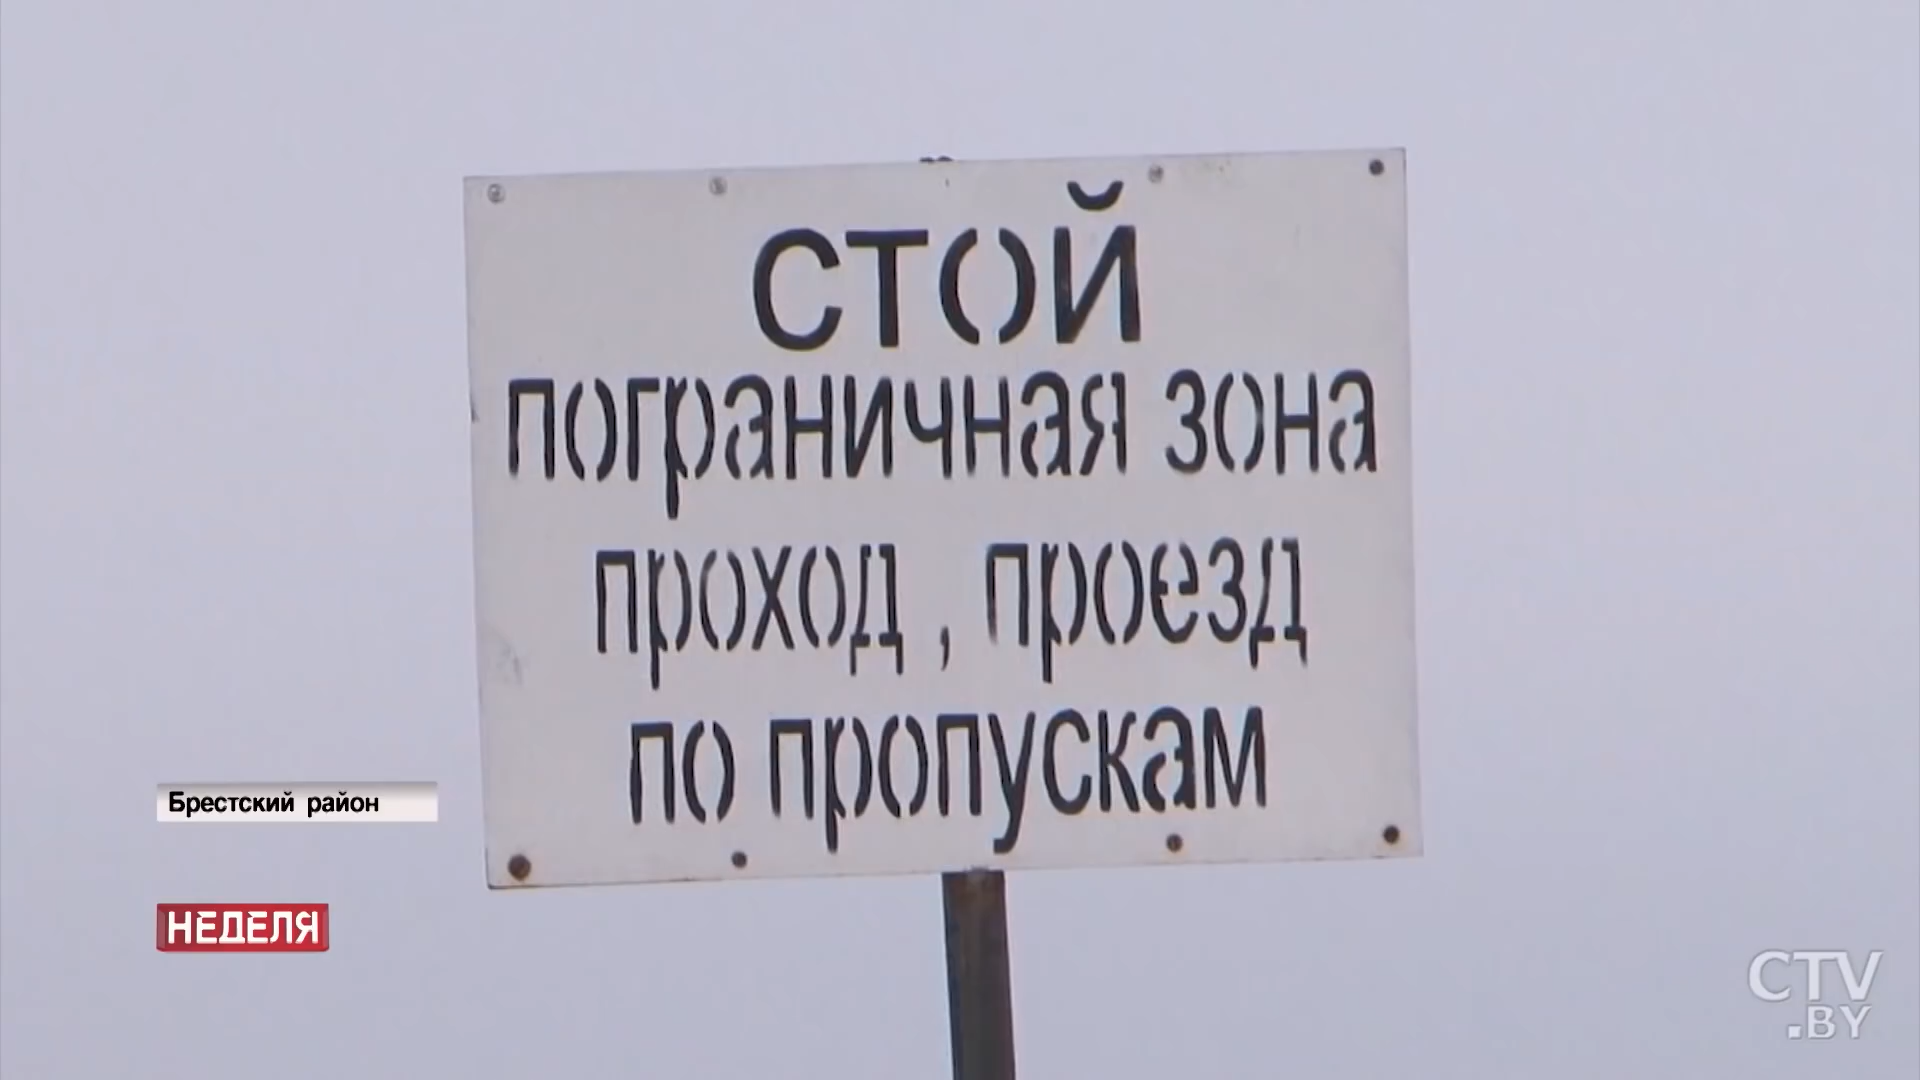 СТОЙ
пограничная зона
проход , проезд
по пропускам
Брестский район
НЕДЕЛЯ
CTV
.BY